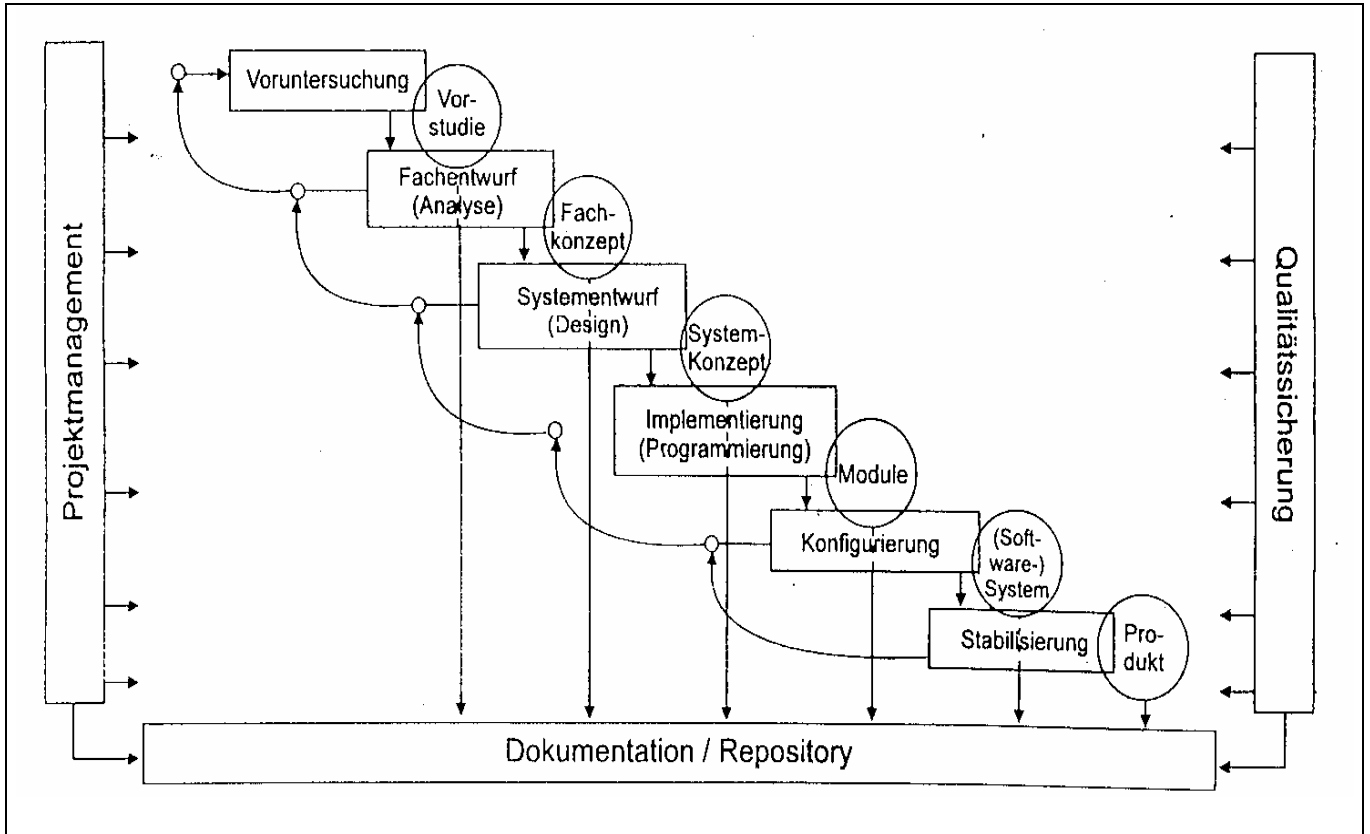 Projektmanagement
Voruntersuchung
Vor-
studie
Fachentwurf
(Analyse)
Fach-
konzept
Systementwurf
(Design)
System-
Konzept
Implementierung
(Programmierung)
Module
Konfigurierung
(Soft-
ware-)
System
Stabilisierung
Pro-
dukt
Qualitätssicherung
Dokumentation / Repository